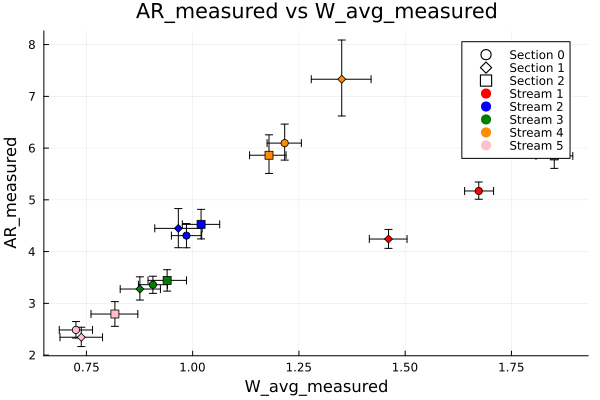 AR_measured vs W_avg_measured
Section 0
Section 1
Section 2
Stream 1
Stream 2
Stream 3
Stream 4
Stream 5
AR_measured
8
7
6
5
4
3
2
0.75 1.00 1.25 1.50 1.75
W_avg_measured